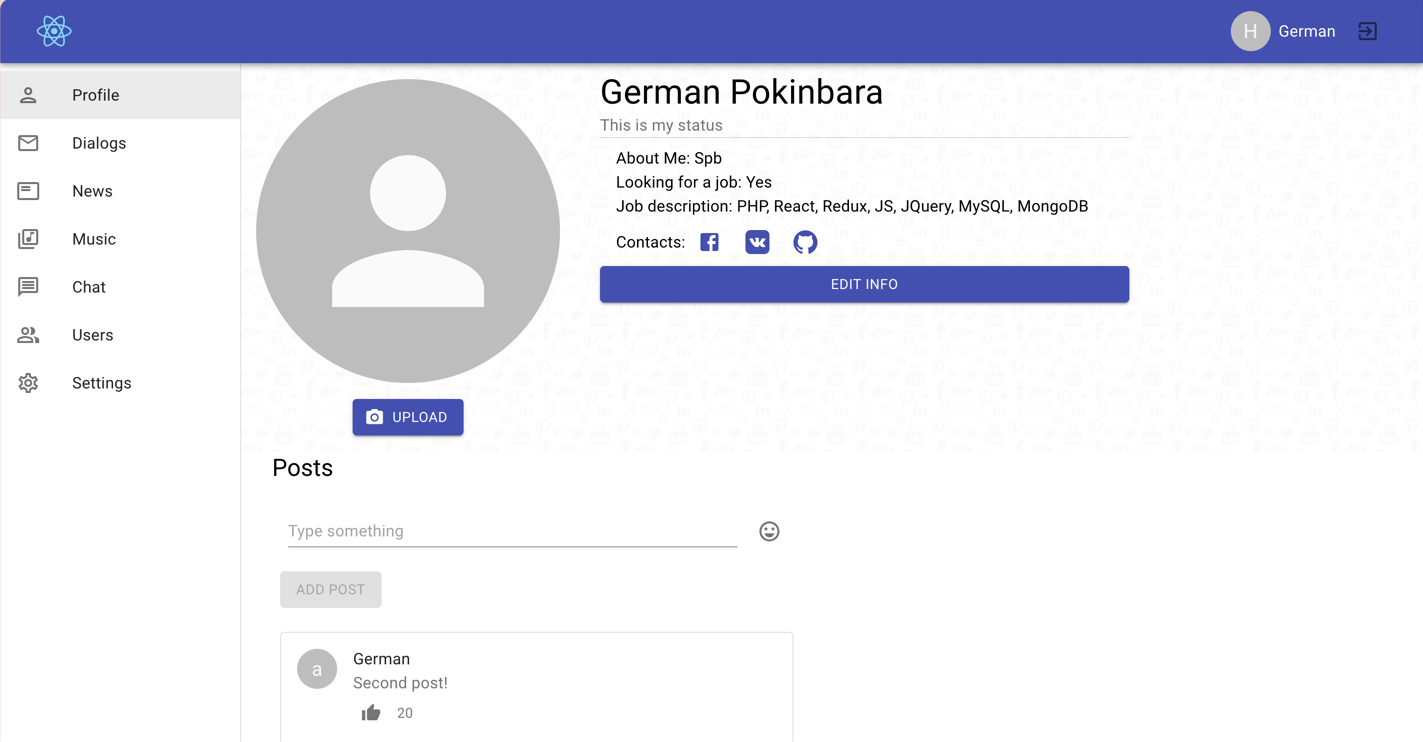 H German
Profile
Dialogs
News
Music
Chat
Users
Settings
German Pokinbara
This is my status
About Me: Spb
Looking for a job: Yes
Job description: PHP, React, Redux, JS, JQuery, MySQL, MongoDB
Contacts:
EDIT INFO
UPLOAD
Posts
Type something
ADD POST
a
German
Second post!
20